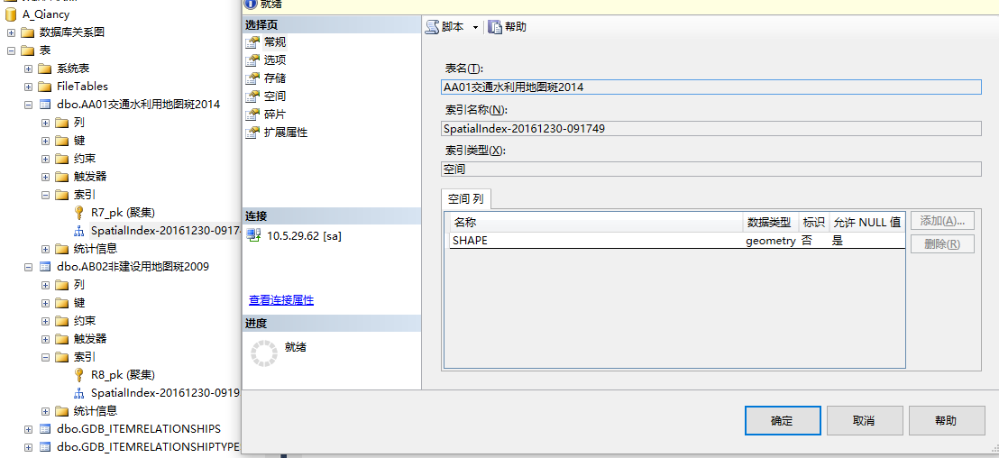 A_Qiancy
数据库关系图
表
系统表
FileTables
dbo.AA01交通水利用地图斑2014
列
键
约束
触发器
索引
R7_pk (聚集)
SpatialIndex-20161230-0917
统计信息
dbo.AB02非建设用地图斑2009
列
键
约束
触发器
索引
R8_pk (聚集)
SpatialIndex-20161230-0919
统计信息
dbo.GDB_ITEMRELATIONSHIPS
dbo.GDB_ITEMRELATIONSHIPTYPE
就绪
选择页
常规
选项
存储
空间
碎片
扩展属性
连接
10.5.29.62 [sa]
查看连接属性
进度
就绪
脚本 帮助
表名(T):
AA01交通水利用地图斑2014
索引名称(N):
SpatialIndex-20161230-091749
索引类型(X):
空间
空间 列
名称 数据类型 标识 允许 NULL 值
SHAPE geometry 否 是
添加(A)...
删除(R)
确定 取消 帮助